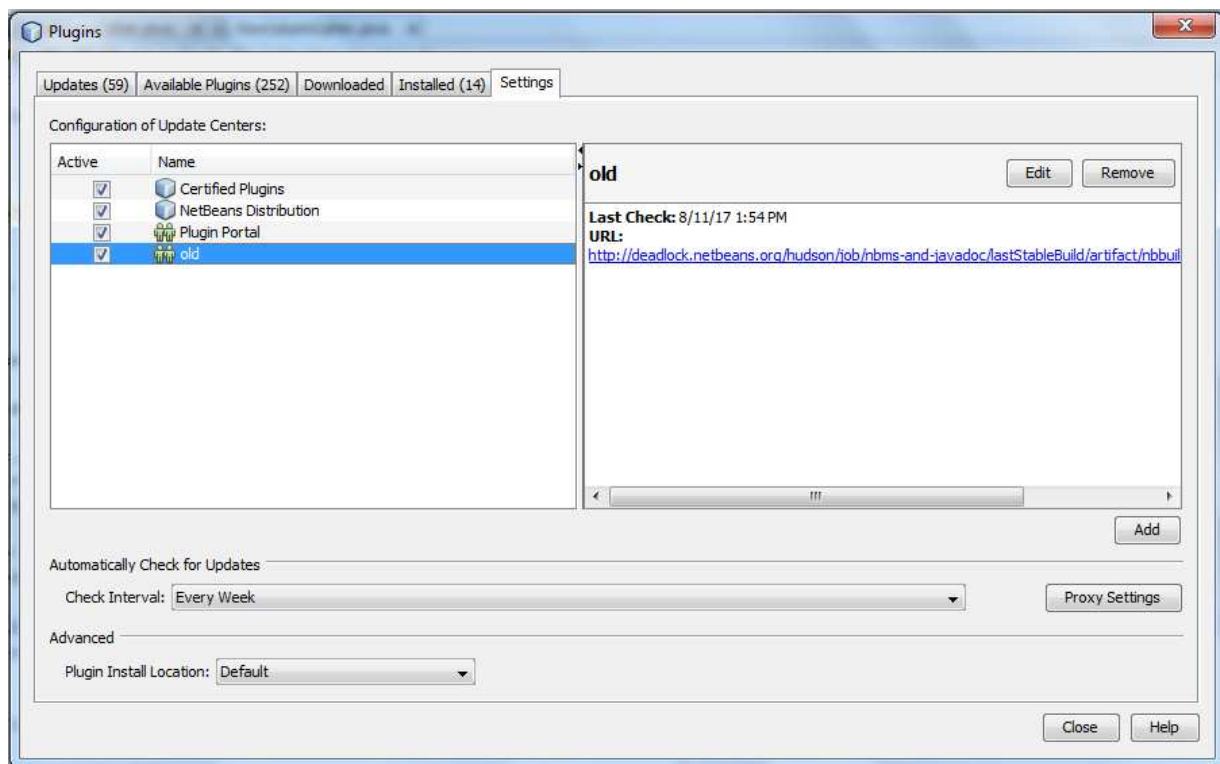 Plugins
Updates (59) Available Plugins (252) Downloaded Installed (14) Settings
Configuration of Update Centers:
Active Name
Certified Plugins
NetBeans Distribution
Plugin Portal
old
old Edit Remove
Last Check: 8/11/17 1:54 PM
URL:
http://deadlock.netbeans.org/hudson/job/nbms-and-javadoc/lastStableBuild/artifact/nbbuil
Add
Automatically Check for Updates
Check Interval: Every Week Proxy Settings
Advanced
Plugin Install Location: Default
Close Help